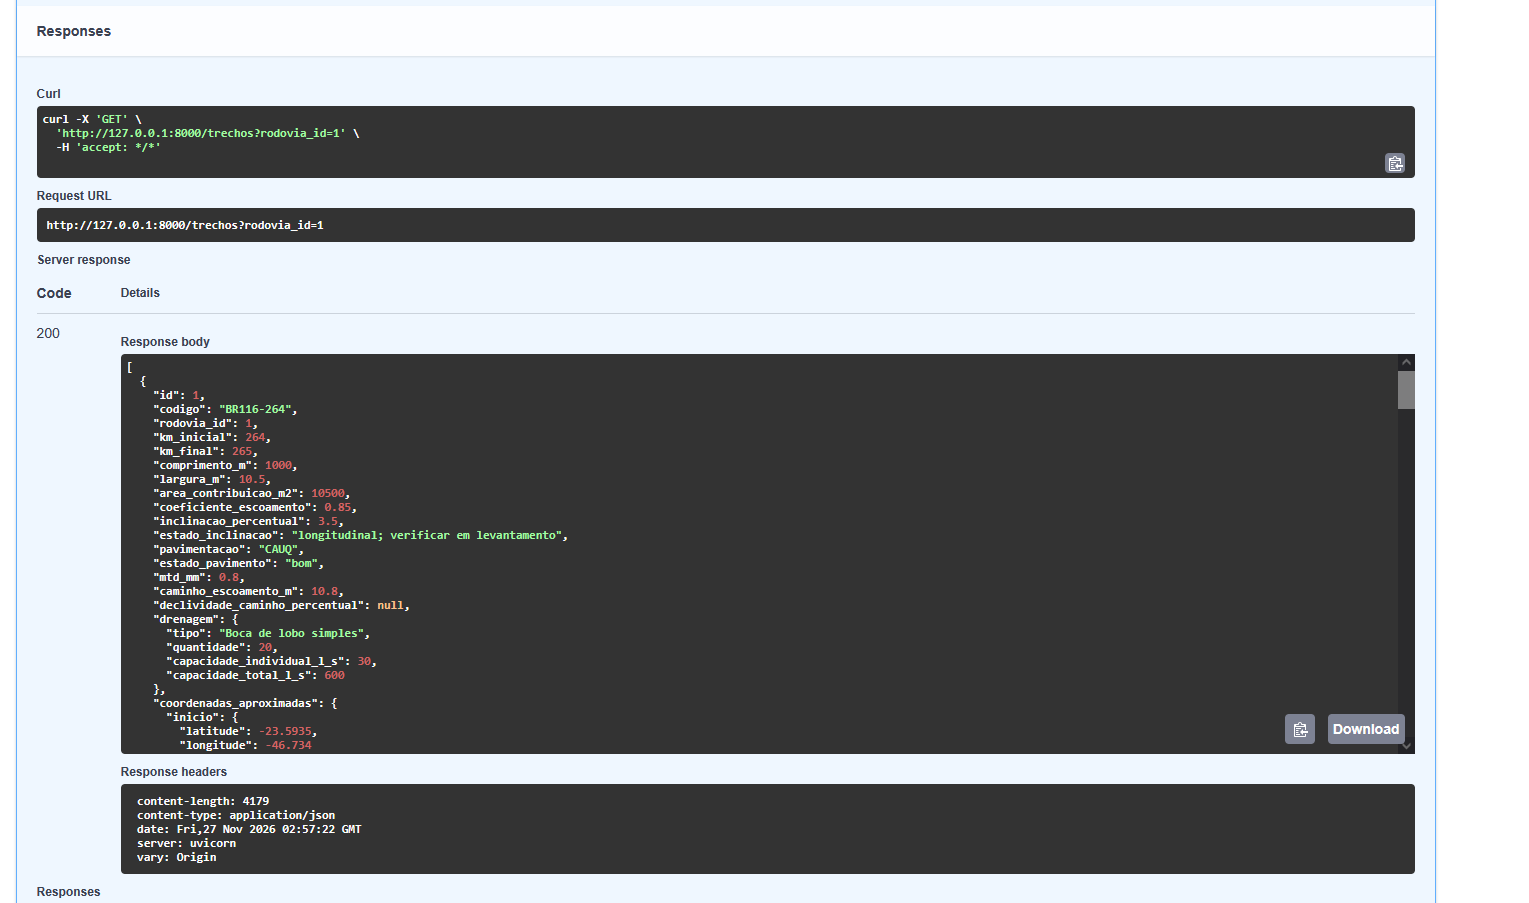 Responses
Curl
curl -X 'GET' \
  'http://127.0.0.1:8000/trechos?rodovia_id=1' \
  -H 'accept: */*'
Request URL
http://127.0.0.1:8000/trechos?rodovia_id=1
Server response
Code Details
200
Response body
[
  {
    "id": 1,
    "codigo": "BR116-264",
    "rodovia_id": 1,
    "km_inicial": 264,
    "km_final": 265,
    "comprimento_m": 1000,
    "largura_m": 10.5,
    "area_contribuicao_m2": 10500,
    "coeficiente_escoamento": 0.85,
    "inclinacao_percentual": 3.5,
    "estado_inclinacao": "longitudinal; verificar em levantamento",
    "pavimentacao": "CAUQ",
    "estado_pavimento": "bom",
    "mtd_mm": 0.8,
    "caminho_escoamento_m": 10.8,
    "declividade_caminho_percentual": null,
    "drenagem": {
      "tipo": "Boca de lobo simples",
      "quantidade": 20,
      "capacidade_individual_l_s": 30,
      "capacidade_total_l_s": 600
    },
    "coordenadas_aproximadas": {
      "inicio": {
        "latitude": -23.5935,
        "longitude": -46.734
Download
Response headers
content-length: 4179
content-type: application/json
date: Fri,27 Nov 2026 02:57:22 GMT
server: uvicorn
vary: Origin
Responses